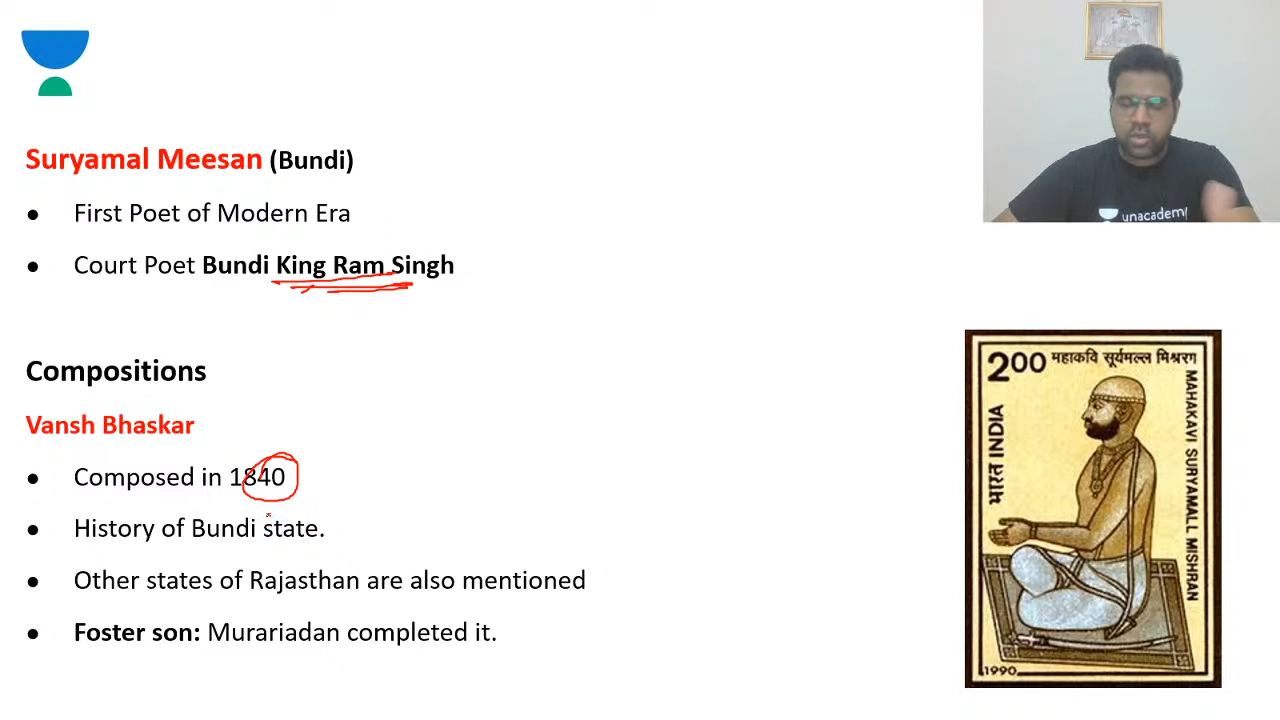 Suryamal Meesan (Bundi)
● First Poet of Modern Era
● Court Poet Bundi King Ram Singh
Compositions
Vansh Bhaskar
● Composed in 1840
● History of Bundi state.
● Other states of Rajasthan are also mentioned
● Foster son: Murariadan completed it.
unacademy
200 महाकवि सूर्यमल्ल मिश्रण
MAHAKAVI SURYAMALL MISHRAN
भारत INDIA
1990